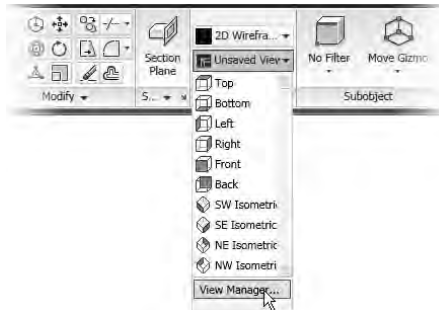 2D Wirefra...
Unsaved View
Section
Plane
No Filter
Move Gizmo
Modify
S...
Subobject
Top
Bottom
Left
Right
Front
Back
SW Isometri
SE Isometric
NE Isometric
NW Isometri
View Manager...